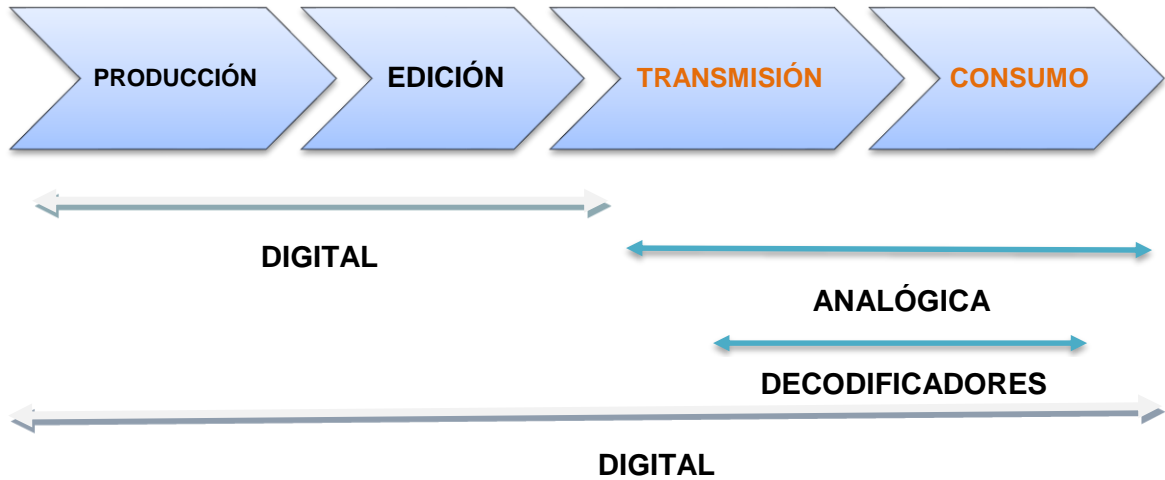 PRODUCCIÓN
EDICIÓN
TRANSMISIÓN
CONSUMO
DIGITAL
ANALÓGICA
DECODIFICADORES
DIGITAL